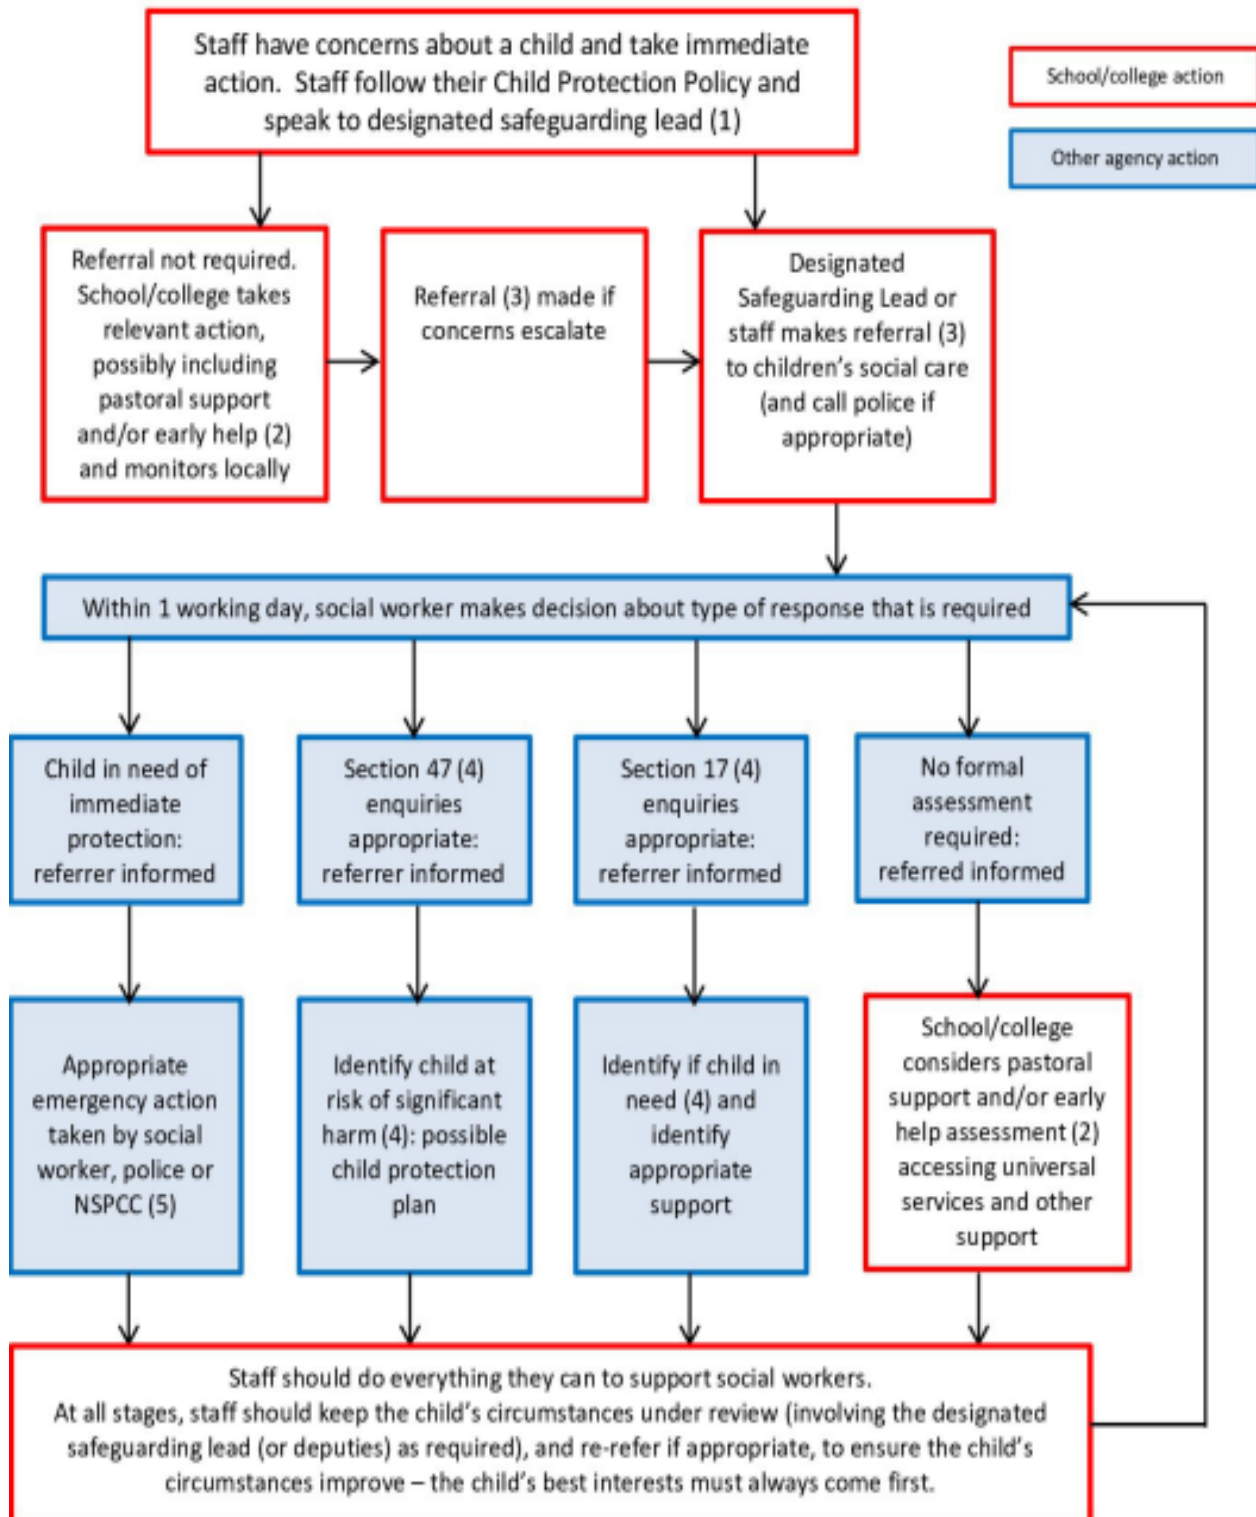 Staff have concerns about a child and take immediate
action.  Staff follow their Child Protection Policy and
speak to designated safeguarding lead (1)
School/college action
Other agency action
Referral not required.
School/college takes
relevant action,
possibly including
pastoral support
and/or early help (2)
and monitors locally
Referral (3) made if
concerns escalate
Designated
Safeguarding Lead or
staff makes referral (3)
to children’s social care
(and call police if
appropriate)
Within 1 working day, social worker makes decision about type of response that is required
Child in need of
immediate
protection:
referrer informed
Section 47 (4)
enquiries
appropriate:
referrer informed
Section 17 (4)
enquiries
appropriate:
referrer informed
No formal
assessment
required:
referred informed
Appropriate
emergency action
taken by social
worker, police or
NSPCC (5)
Identify child at
risk of significant
harm (4): possible
child protection
plan
Identify if child in
need (4) and
identify
appropriate
support
School/college
considers pastoral
support and/or early
help assessment (2)
accessing universal
services and other
support
Staff should do everything they can to support social workers.
At all stages, staff should keep the child’s circumstances under review (involving the designated
safeguarding lead (or deputies) as required), and re-refer if appropriate, to ensure the child’s
circumstances improve – the child’s best interests must always come first.